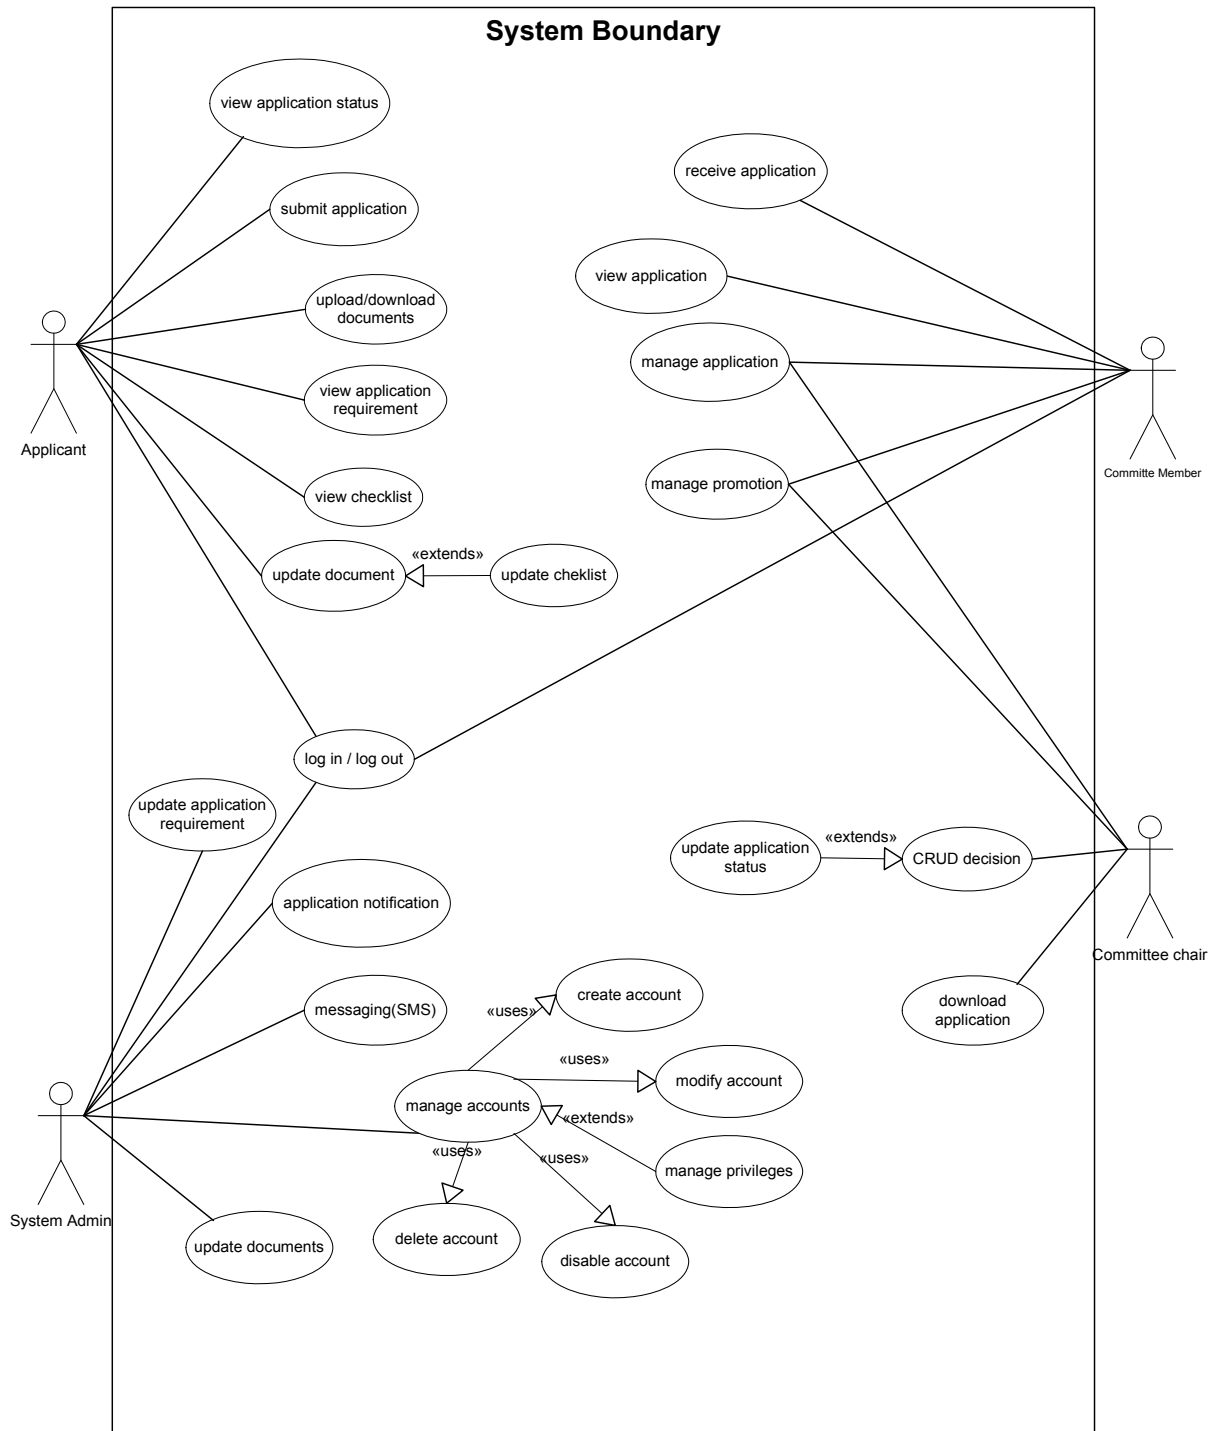 System Boundary
view application status
receive application
submit application
view application
upload/download
documents
manage application
view application
requirement
Applicant
Committe Member
manage promotion
view checklist
«extends»
update document
update cheklist
log in / log out
update application
requirement
«extends»
update application
status
CRUD decision
application notification
Committee chair
create account
download
application
messaging(SMS)
«uses»
«uses»
modify account
manage accounts
«extends»
«uses»
«uses»
manage privileges
System Admin
delete account
update documents
disable account